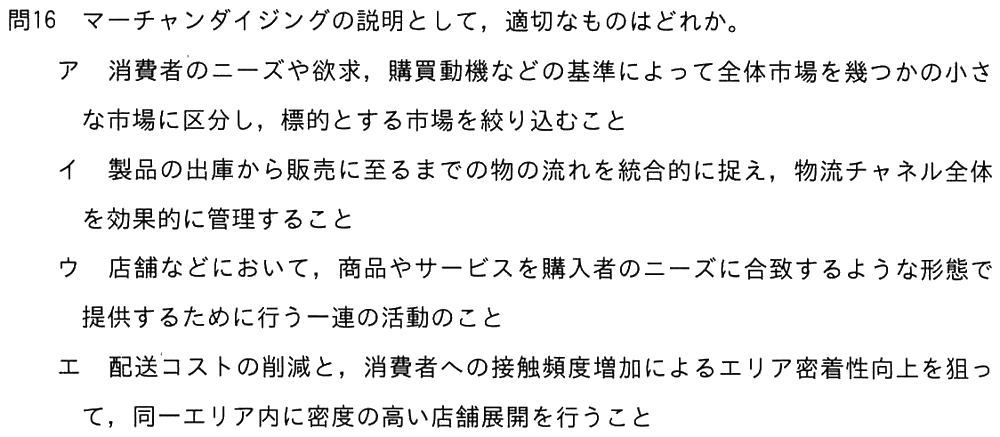 問16　マーチャンダイジングの説明として，適切なものはどれか。
ア　消費者のニーズや欲求，購買動機などの基準によって全体市場を幾つかの小さ
な市場に区分し，標的とする市場を絞り込むこと
イ　製品の出庫から販売に至るまでの物の流れを統合的に捉え，物流チャネル全体
を効果的に管理すること
ウ　店舗などにおいて，商品やサービスを購入者のニーズに合致するような形態で
提供するために行う一連の活動のこと
エ　配送コストの削減と，消費者への接触頻度増加によるエリア密着性向上を狙っ
て，同一エリア内に密度の高い店舗展開を行うこと